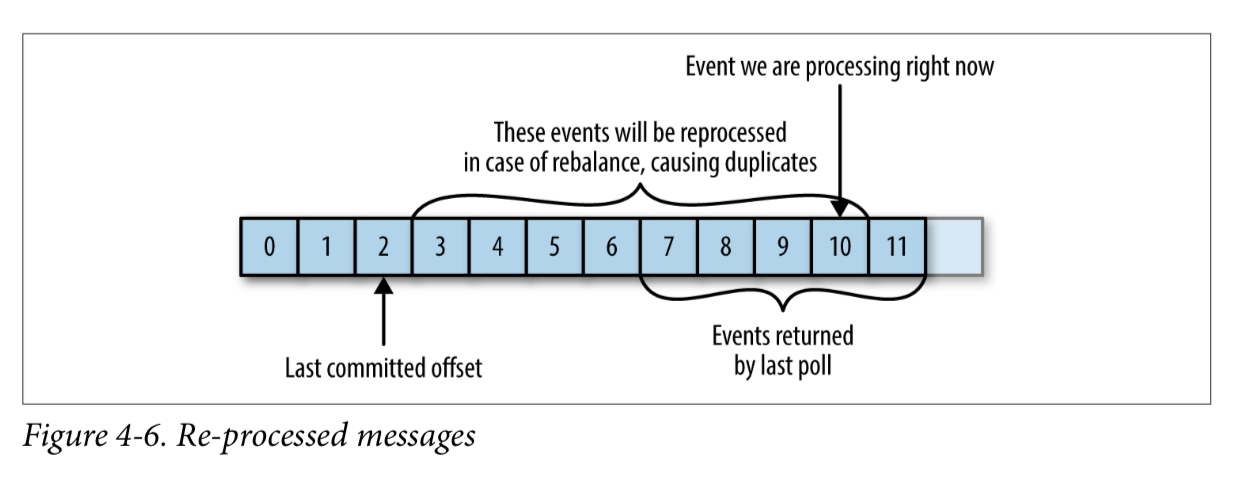 Event we are processing right now
These events will be reprocessed
in case of rebalance, causing duplicates
0 1 2 3 4 5 6 7 8 9 10 11
Last committed offset
Events returned
by last poll
Figure 4-6. Re-processed messages